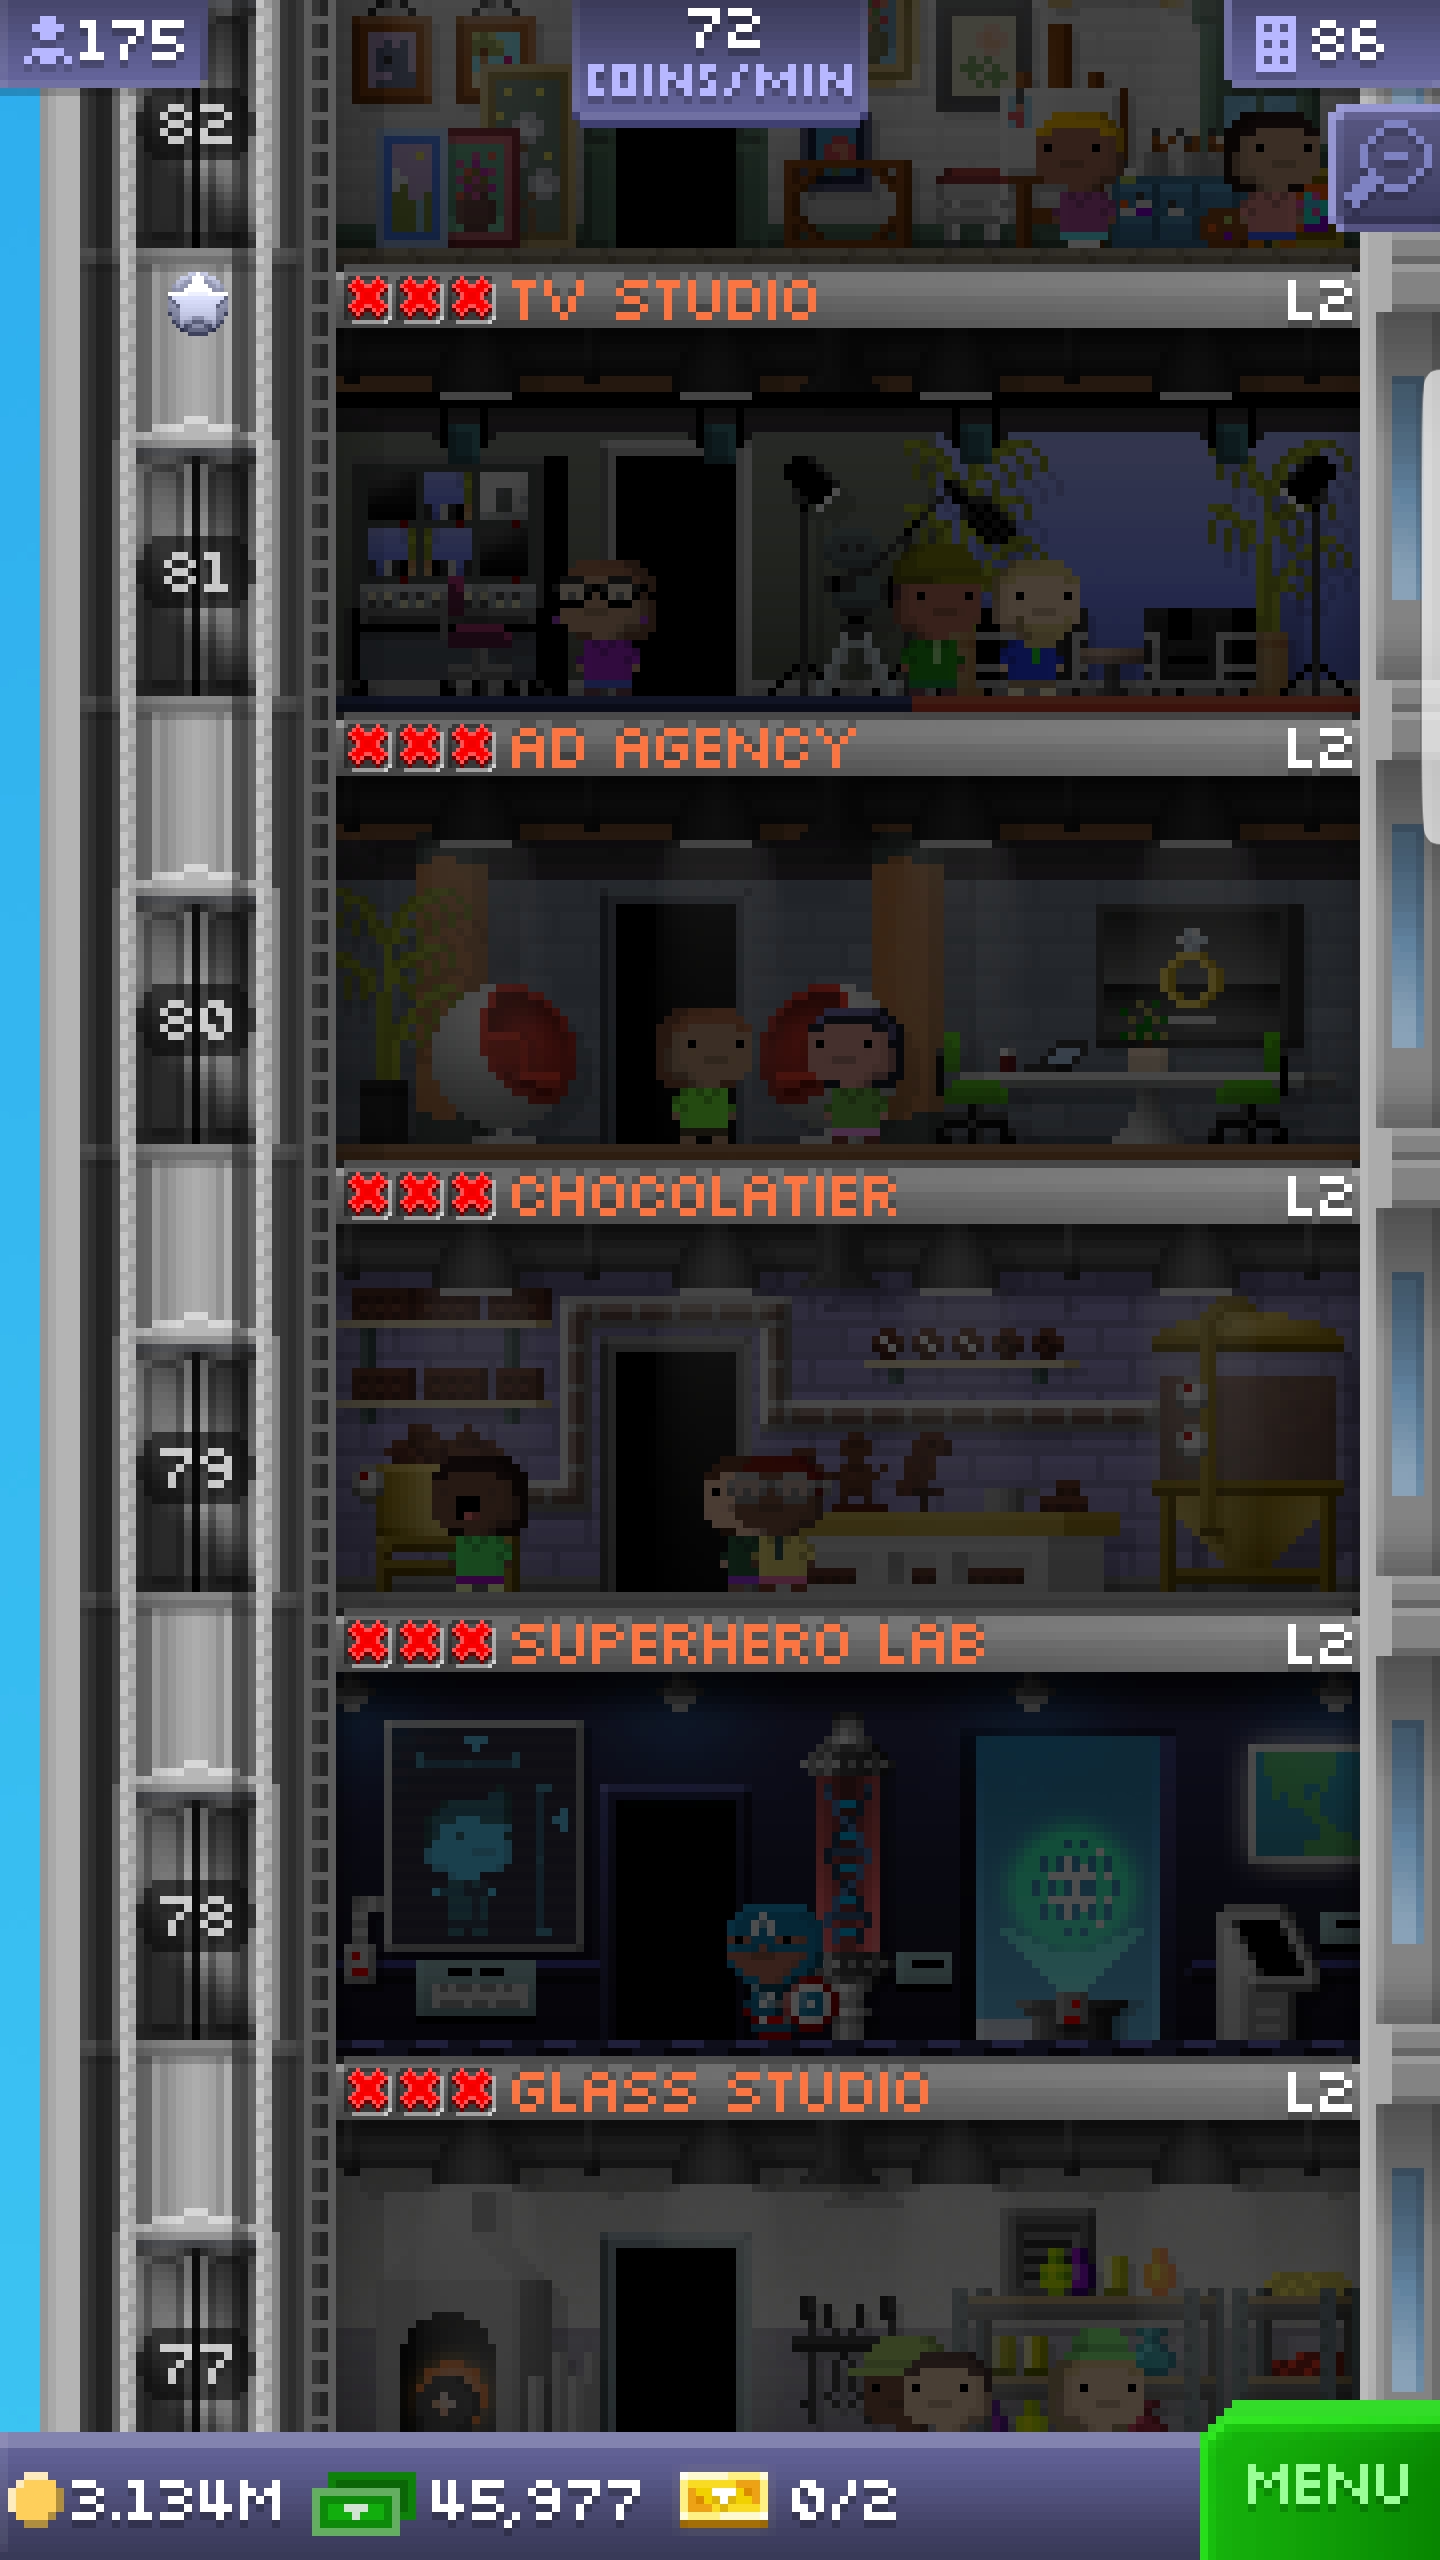 175
72
COINS/MIN
86
82
TV STUDIO L2
81
AD AGENCY L2
80
CHOCOLATIER L2
79
SUPERHERO LAB L2
78
GLASS STUDIO L2
77
3.134M 45,977 0/2 MENU